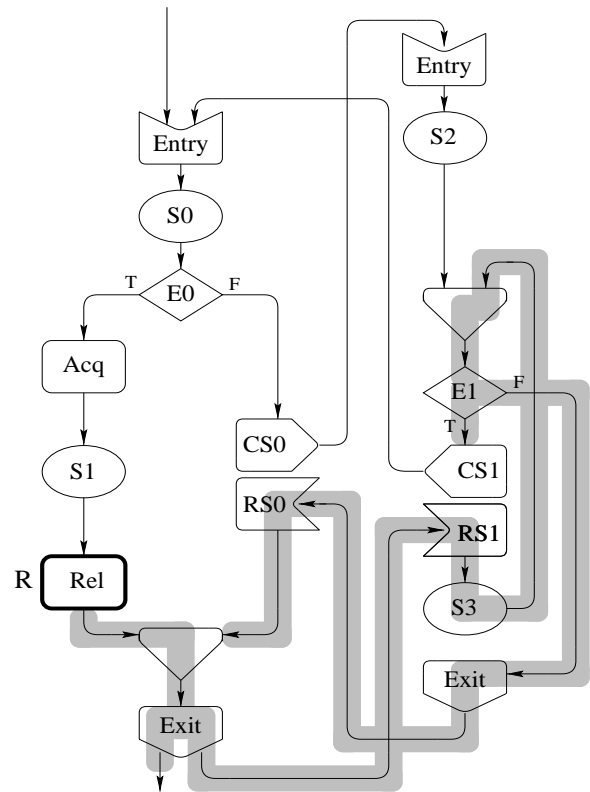 Entry
S0
T
E0
F
Acq
CS0
S1
RS0
R
Rel
Exit
Entry
S2
E1
F
T
CS1
RS1
S3
Exit